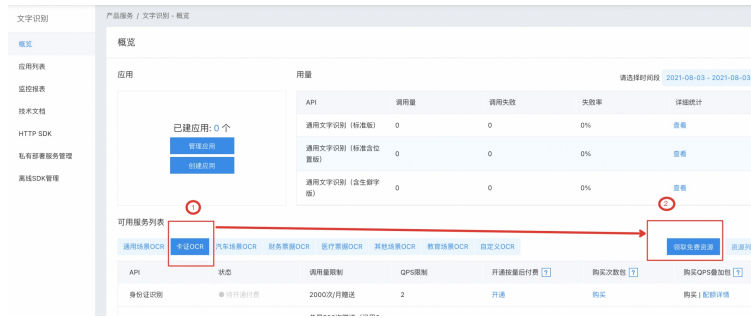 文字识别
产品服务 / 文字识别 - 概览
概览
概览
应用列表
监控报表
技术文档
HTTP SDK
私有部署服务管理
离线SDK管理
应用
已建应用: 0 个
管理应用
创建应用
用量
请选择时间段 2021-08-03 - 2021-08-03
API 调用量 调用失败 失败率 详细统计
通用文字识别（标准版） 0 0 0% 查看
通用文字识别（标准含位置版） 0 0 0% 查看
通用文字识别（含生僻字版） 0 0 0% 查看
1
2
可用服务列表
通用场景OCR 卡证OCR 汽车场景OCR 财务票据OCR 医疗票据OCR 其他场景OCR 教育场景OCR 自定义OCR 领取免费资源 资源列
API 状态 调用量限制 QPS限制 开通按量后付费 ? 购买次数包 ? 购买QPS叠加包 ?
身份证识别 待开通付费 2000次/月赠送 2 开通 购买 购买 | 配额详情